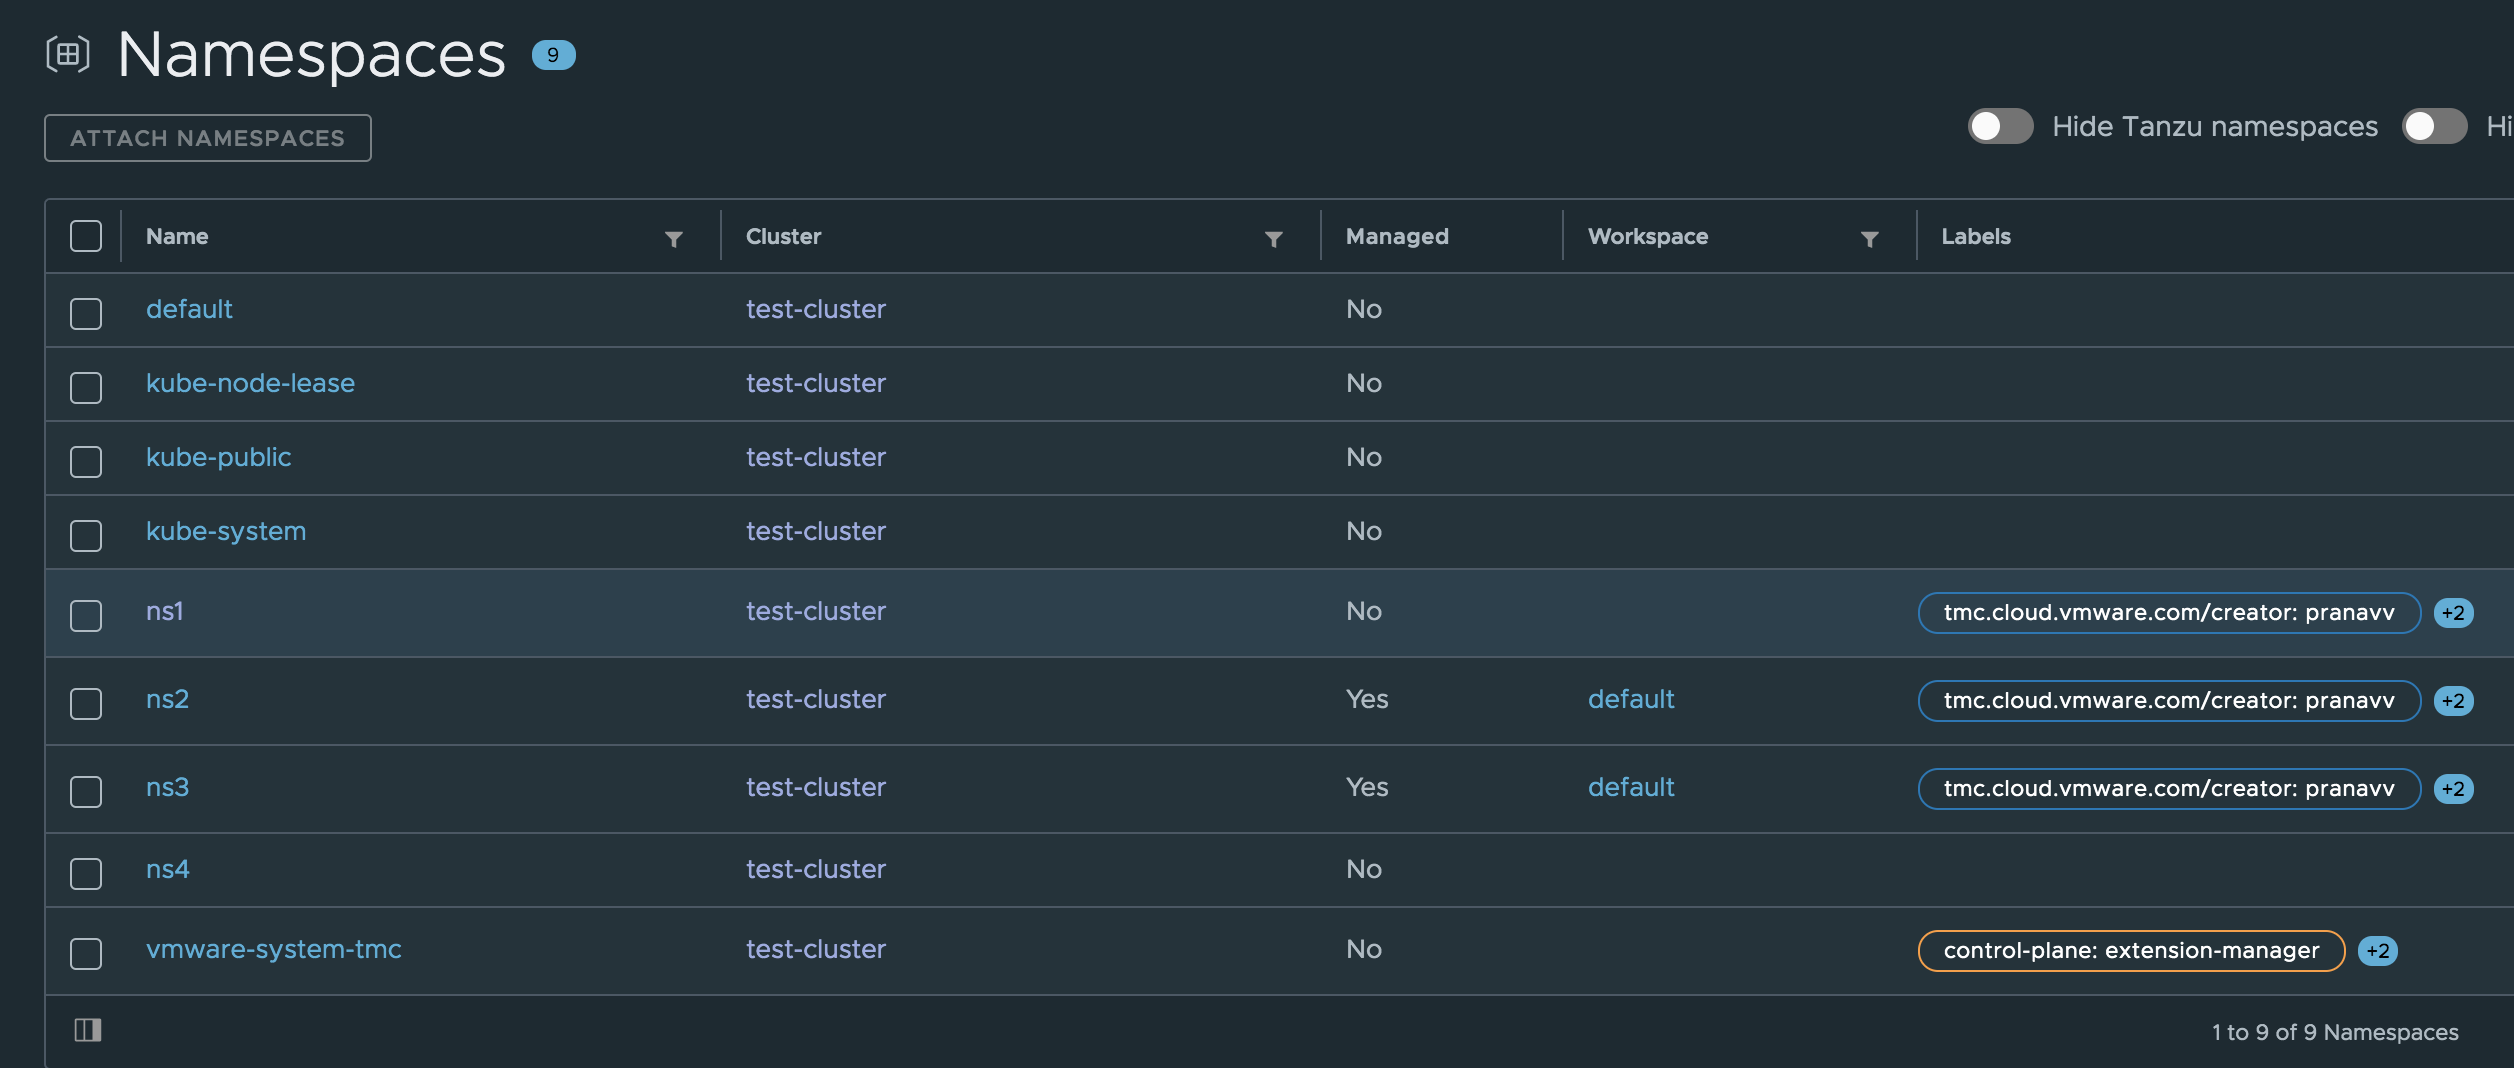 Namespaces 9
ATTACH NAMESPACES
Hide Tanzu namespaces
Name Cluster Managed Workspace Labels
default test-cluster No
kube-node-lease test-cluster No
kube-public test-cluster No
kube-system test-cluster No
ns1 test-cluster No tmc.cloud.vmware.com/creator: pranavv +2
ns2 test-cluster Yes default tmc.cloud.vmware.com/creator: pranavv +2
ns3 test-cluster Yes default tmc.cloud.vmware.com/creator: pranavv +2
ns4 test-cluster No
vmware-system-tmc test-cluster No control-plane: extension-manager +2
1 to 9 of 9 Namespaces